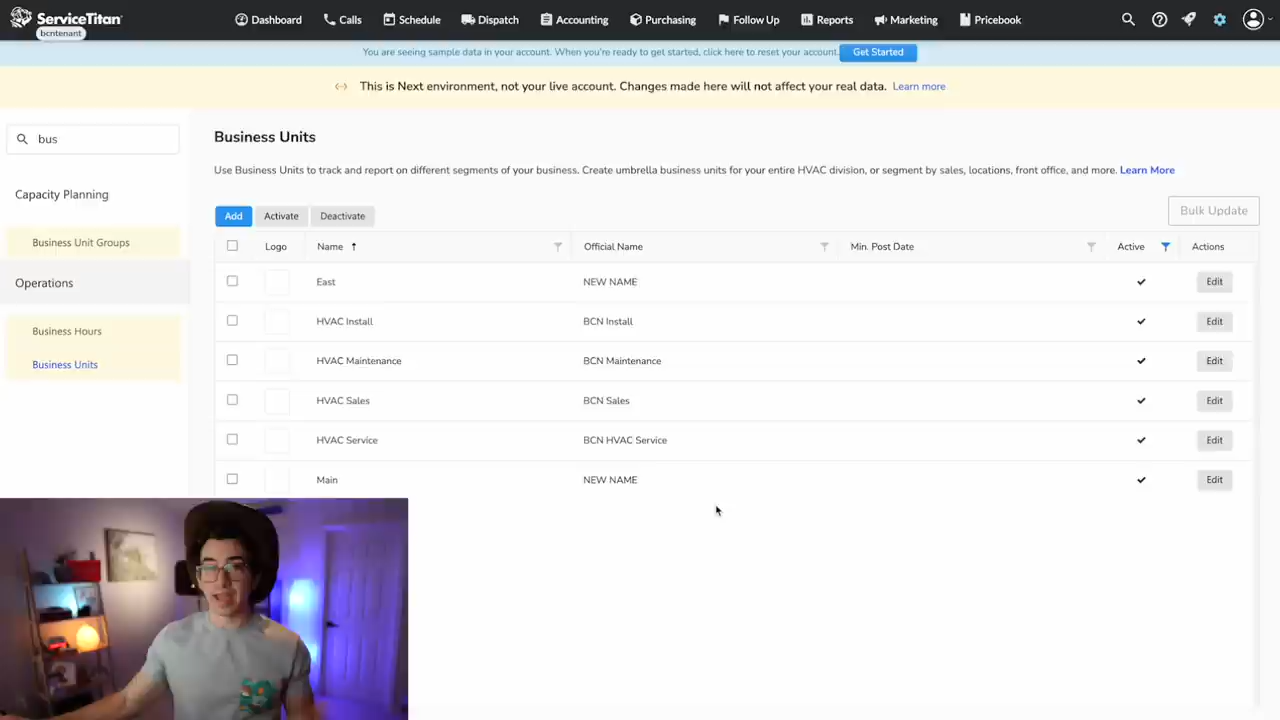 ServiceTitan
bcntenant
Dashboard
Calls
Schedule
Dispatch
Accounting
Purchasing
Follow Up
Reports
Marketing
Pricebook
You are seeing sample data in your account. When you're ready to get started, click here to reset your account.
Get Started
This is Next environment, not your live account. Changes made here will not affect your real data. Learn more
bus
Capacity Planning
Business Unit Groups
Operations
Business Hours
Business Units
Business Units
Use Business Units to track and report on different segments of your business. Create umbrella business units for your entire HVAC division, or segment by sales, locations, front office, and more. Learn More
Add Activate Deactivate
Bulk Update
Logo Name Official Name Min. Post Date Active Actions
East NEW NAME Edit
HVAC Install BCN Install Edit
HVAC Maintenance BCN Maintenance Edit
HVAC Sales BCN Sales Edit
HVAC Service BCN HVAC Service Edit
Main NEW NAME Edit